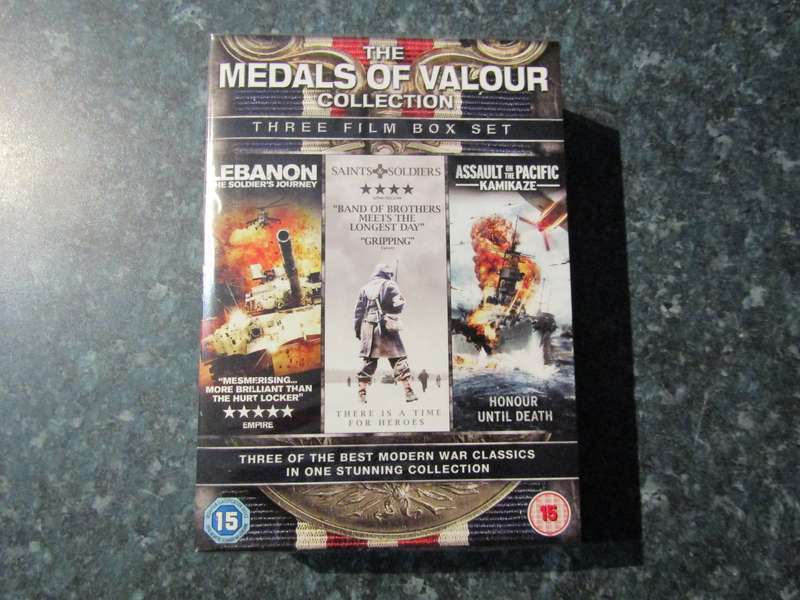 THE
MEDALS OF VALOUR
COLLECTION
THREE FILM BOX SET
LEBANON
THE SOLDIER'S JOURNEY
"MESMERISING...
MORE BRILLIANT THAN
THE HURT LOCKER"
EMPIRE
SAINTS SOLDIERS
"BAND OF BROTHERS
MEETS THE
LONGEST DAY"
"GRIPPING"
THERE IS A TIME
FOR HEROES
ASSAULT ON THE PACIFIC
KAMIKAZE
HONOUR
UNTIL DEATH
THREE OF THE BEST MODERN WAR CLASSICS
IN ONE STUNNING COLLECTION
15
15